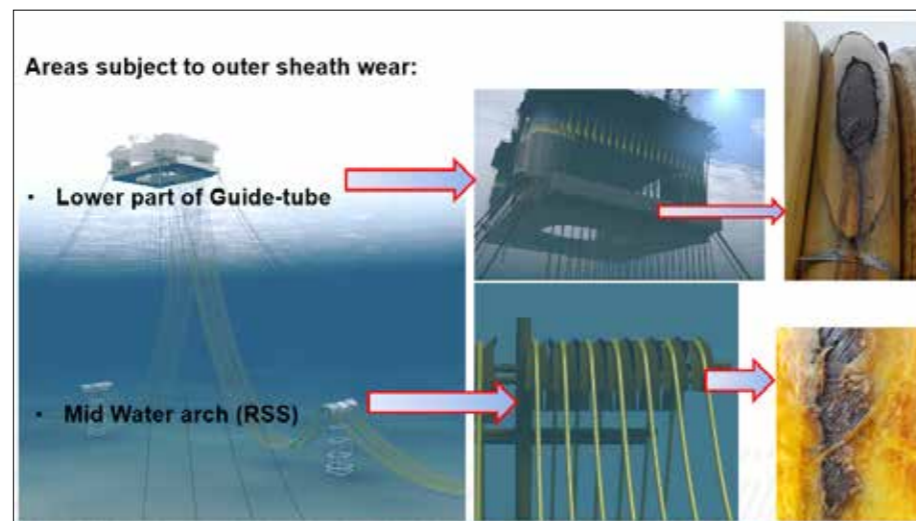 Areas subject to outer sheath wear:
• Lower part of Guide-tube
• Mid Water arch (RSS)